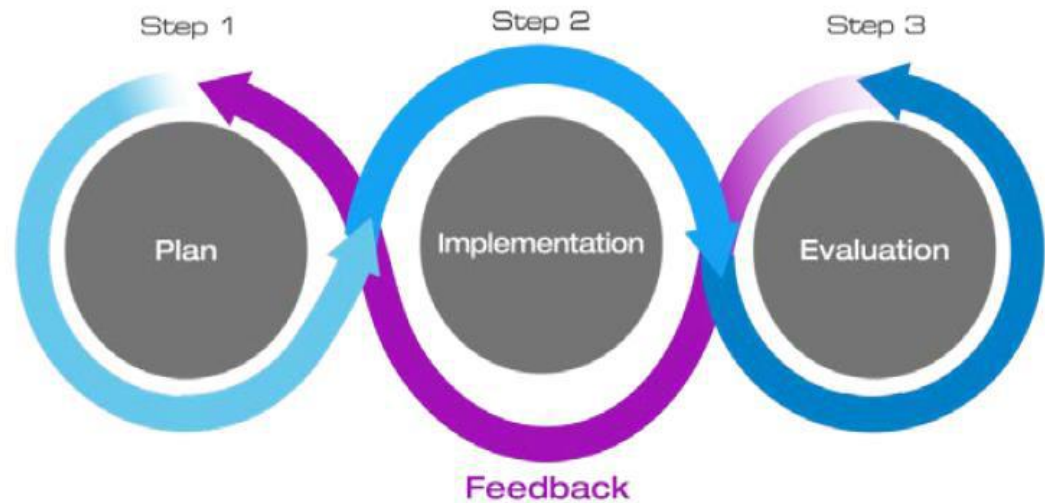 Step 1
Step 2
Step 3
Plan
Implementation
Evaluation
Feedback